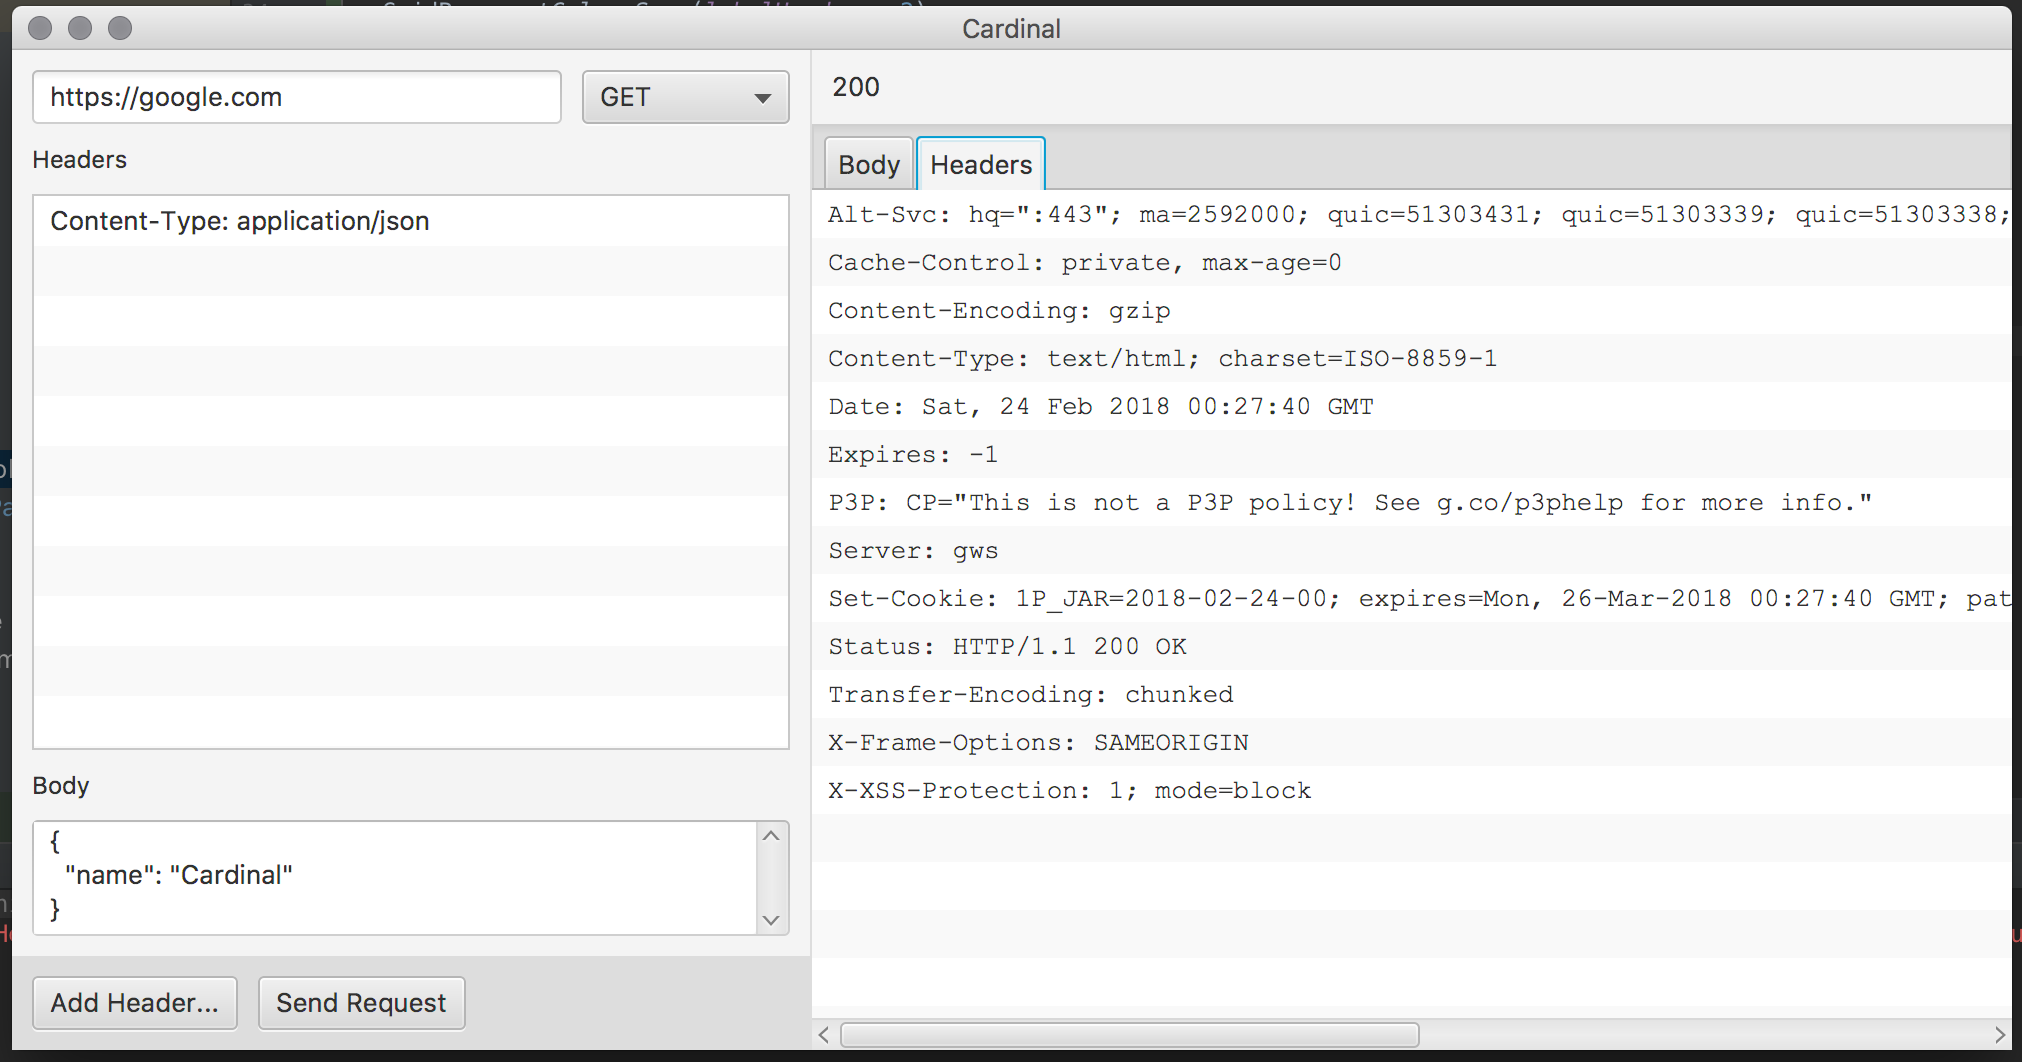 Cardinal
https://google.com
GET
Headers
Content-Type: application/json
Body
{
"name": "Cardinal"
}
Add Header...
Send Request
200
Body
Headers
Alt-Svc: hq=":443"; ma=2592000; quic=51303431; quic=51303339; quic=51303338;
Cache-Control: private, max-age=0
Content-Encoding: gzip
Content-Type: text/html; charset=ISO-8859-1
Date: Sat, 24 Feb 2018 00:27:40 GMT
Expires: -1
P3P: CP="This is not a P3P policy! See g.co/p3phelp for more info."
Server: gws
Set-Cookie: 1P_JAR=2018-02-24-00; expires=Mon, 26-Mar-2018 00:27:40 GMT; pat
Status: HTTP/1.1 200 OK
Transfer-Encoding: chunked
X-Frame-Options: SAMEORIGIN
X-XSS-Protection: 1; mode=block